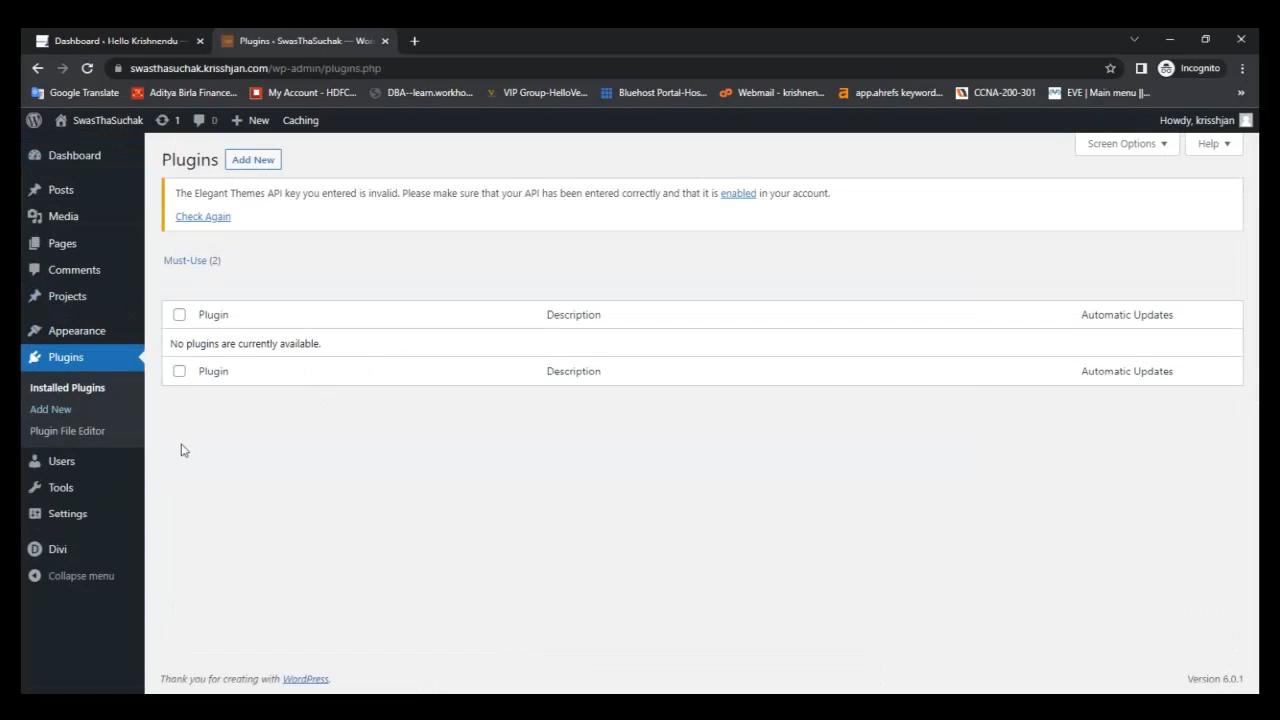 Dashboard ‹ Hello Krishnendu —
Plugins ‹ SwasThaSuchak — Wor
swasthasuchak.krisshjan.com/wp-admin/plugins.php
Incognito
Google Translate
Aditya Birla Finance...
My Account - HDFC...
DBA--learn.workho...
VIP Group-HelloVe...
Bluehost Portal-Hos...
Webmail - krishnen...
app.ahrefs keyword...
CCNA-200-301
EVE | Main menu ||...
»
SwasThaSuchak
1
0
New
Caching
Howdy, krisshjan
Dashboard
Posts
Media
Pages
Comments
Projects
Appearance
Plugins
Installed Plugins
Add New
Plugin File Editor
Users
Tools
Settings
Divi
Collapse menu
Screen Options
Help
Plugins
Add New
The Elegant Themes API key you entered is invalid. Please make sure that your API has been entered correctly and that it is enabled in your account.
Check Again
Must-Use (2)
Plugin Description Automatic Updates
No plugins are currently available.
Plugin Description Automatic Updates
Thank you for creating with WordPress.
Version 6.0.1